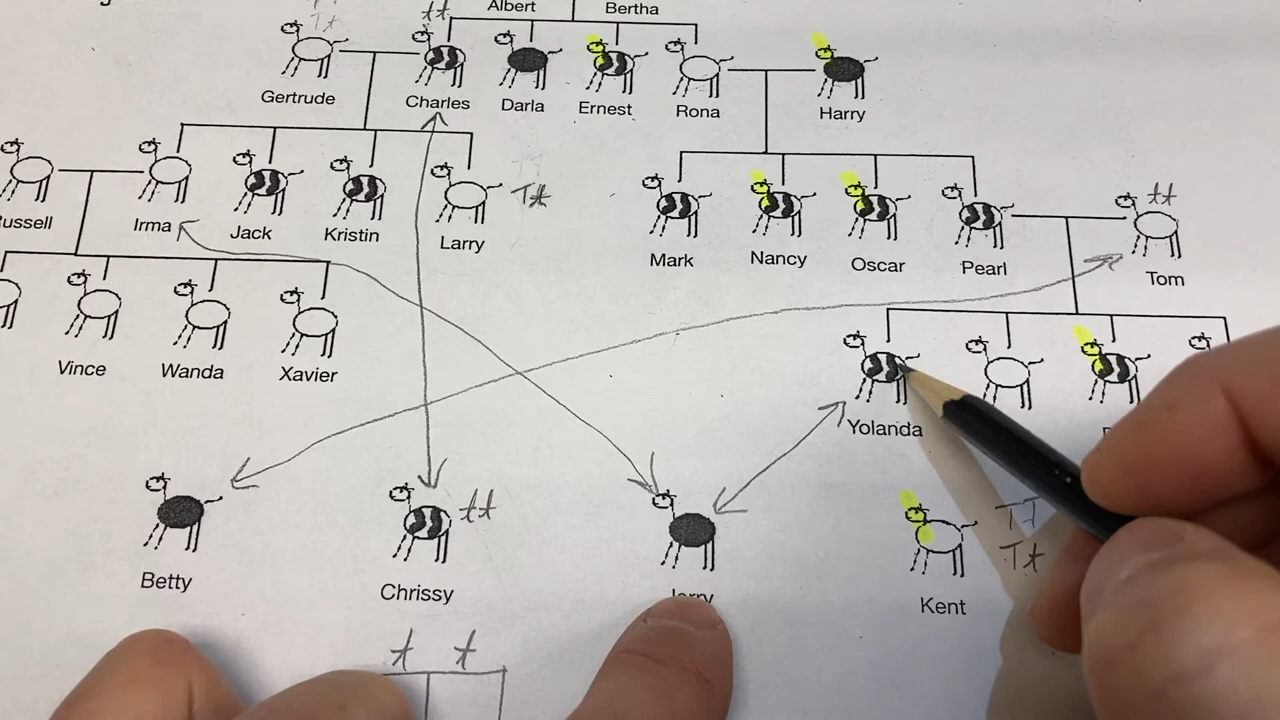 Tt
tt
Albert Bertha
Gertrude Charles Darla Ernest Rona Harry
Tt
tt
Irma Jack Kristin Larry Mark Nancy Oscar Pearl Tom
Vince Wanda Xavier
Yolanda
tt
TT
Tt
Betty Chrissy Jerry Kent
t t